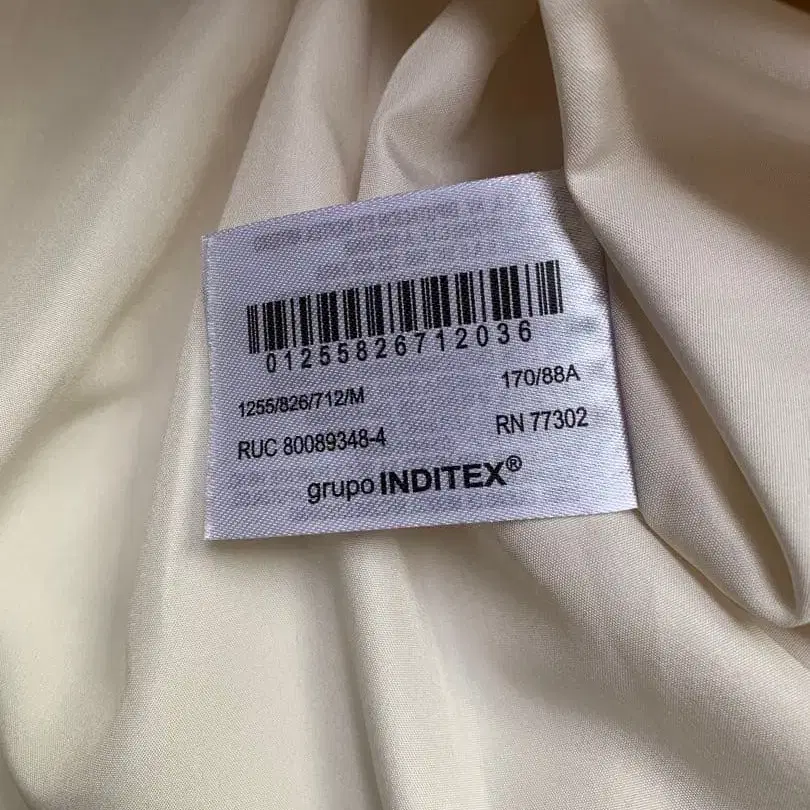 01255826712036
1255/826/712/M
170/88A
RUC 80089348-4
RN 77302
grupo INDITEX®